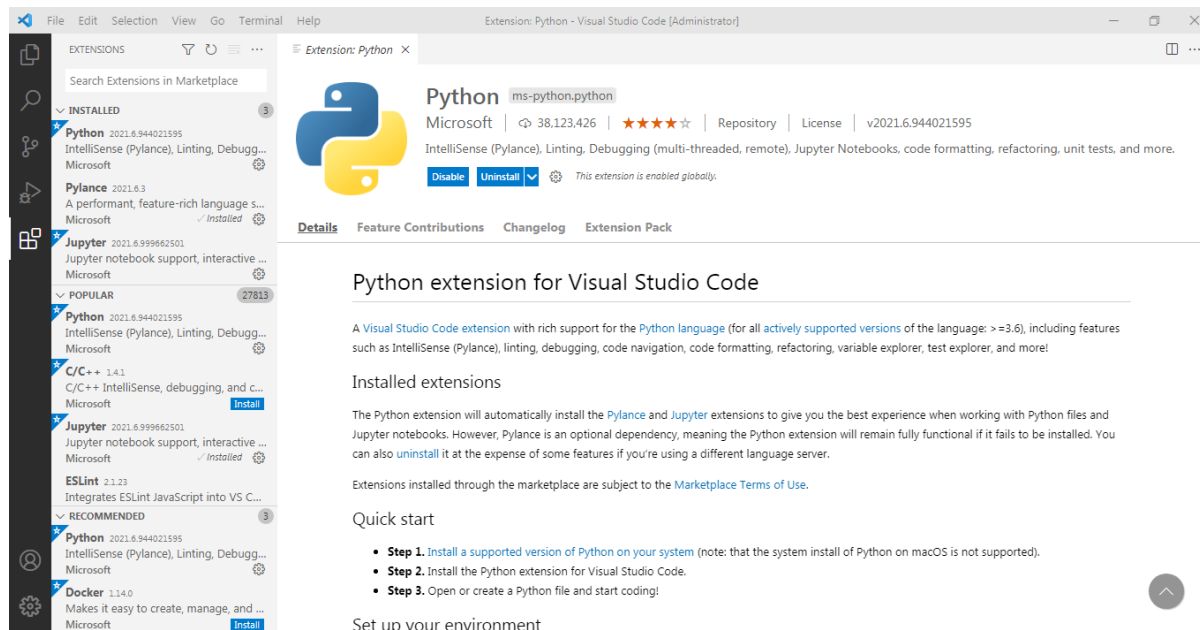 File Edit Selection View Go Terminal Help
Extension: Python - Visual Studio Code [Administrator]
EXTENSIONS
Search Extensions in Marketplace
INSTALLED 3
Python 2021.6.944021595
IntelliSense (Pylance), Linting, Debugg...
Microsoft
Pylance 2021.6.3
A performant, feature-rich language s...
Microsoft Installed
Jupyter 2021.6.999662501
Jupyter notebook support, interactive ...
Microsoft
POPULAR 27813
Python 2021.6.944021595
IntelliSense (Pylance), Linting, Debugg...
Microsoft
C/C++ 1.4.1
C/C++ IntelliSense, debugging, and c...
Microsoft Install
Jupyter 2021.6.999662501
Jupyter notebook support, interactive ...
Microsoft Installed
ESLint 2.1.23
Integrates ESLint JavaScript into VS C...
RECOMMENDED 3
Python 2021.6.944021595
IntelliSense (Pylance), Linting, Debugg...
Microsoft
Docker 1.14.0
Makes it easy to create, manage, and ...
Microsoft Install
Extension: Python
Python ms-python.python
Microsoft 38,123,426 Repository License v2021.6.944021595
IntelliSense (Pylance), Linting, Debugging (multi-threaded, remote), Jupyter Notebooks, code formatting, refactoring, unit tests, and more.
Disable Uninstall This extension is enabled globally.
Details Feature Contributions Changelog Extension Pack
Python extension for Visual Studio Code
A Visual Studio Code extension with rich support for the Python language (for all actively supported versions of the language: >=3.6), including features
such as IntelliSense (Pylance), linting, debugging, code navigation, code formatting, refactoring, variable explorer, test explorer, and more!
Installed extensions
The Python extension will automatically install the Pylance and Jupyter extensions to give you the best experience when working with Python files and
Jupyter notebooks. However, Pylance is an optional dependency, meaning the Python extension will remain fully functional if it fails to be installed. You
can also uninstall it at the expense of some features if you're using a different language server.
Extensions installed through the marketplace are subject to the Marketplace Terms of Use.
Quick start
Step 1. Install a supported version of Python on your system (note: that the system install of Python on macOS is not supported).
Step 2. Install the Python extension for Visual Studio Code.
Step 3. Open or create a Python file and start coding!
Set up your environment